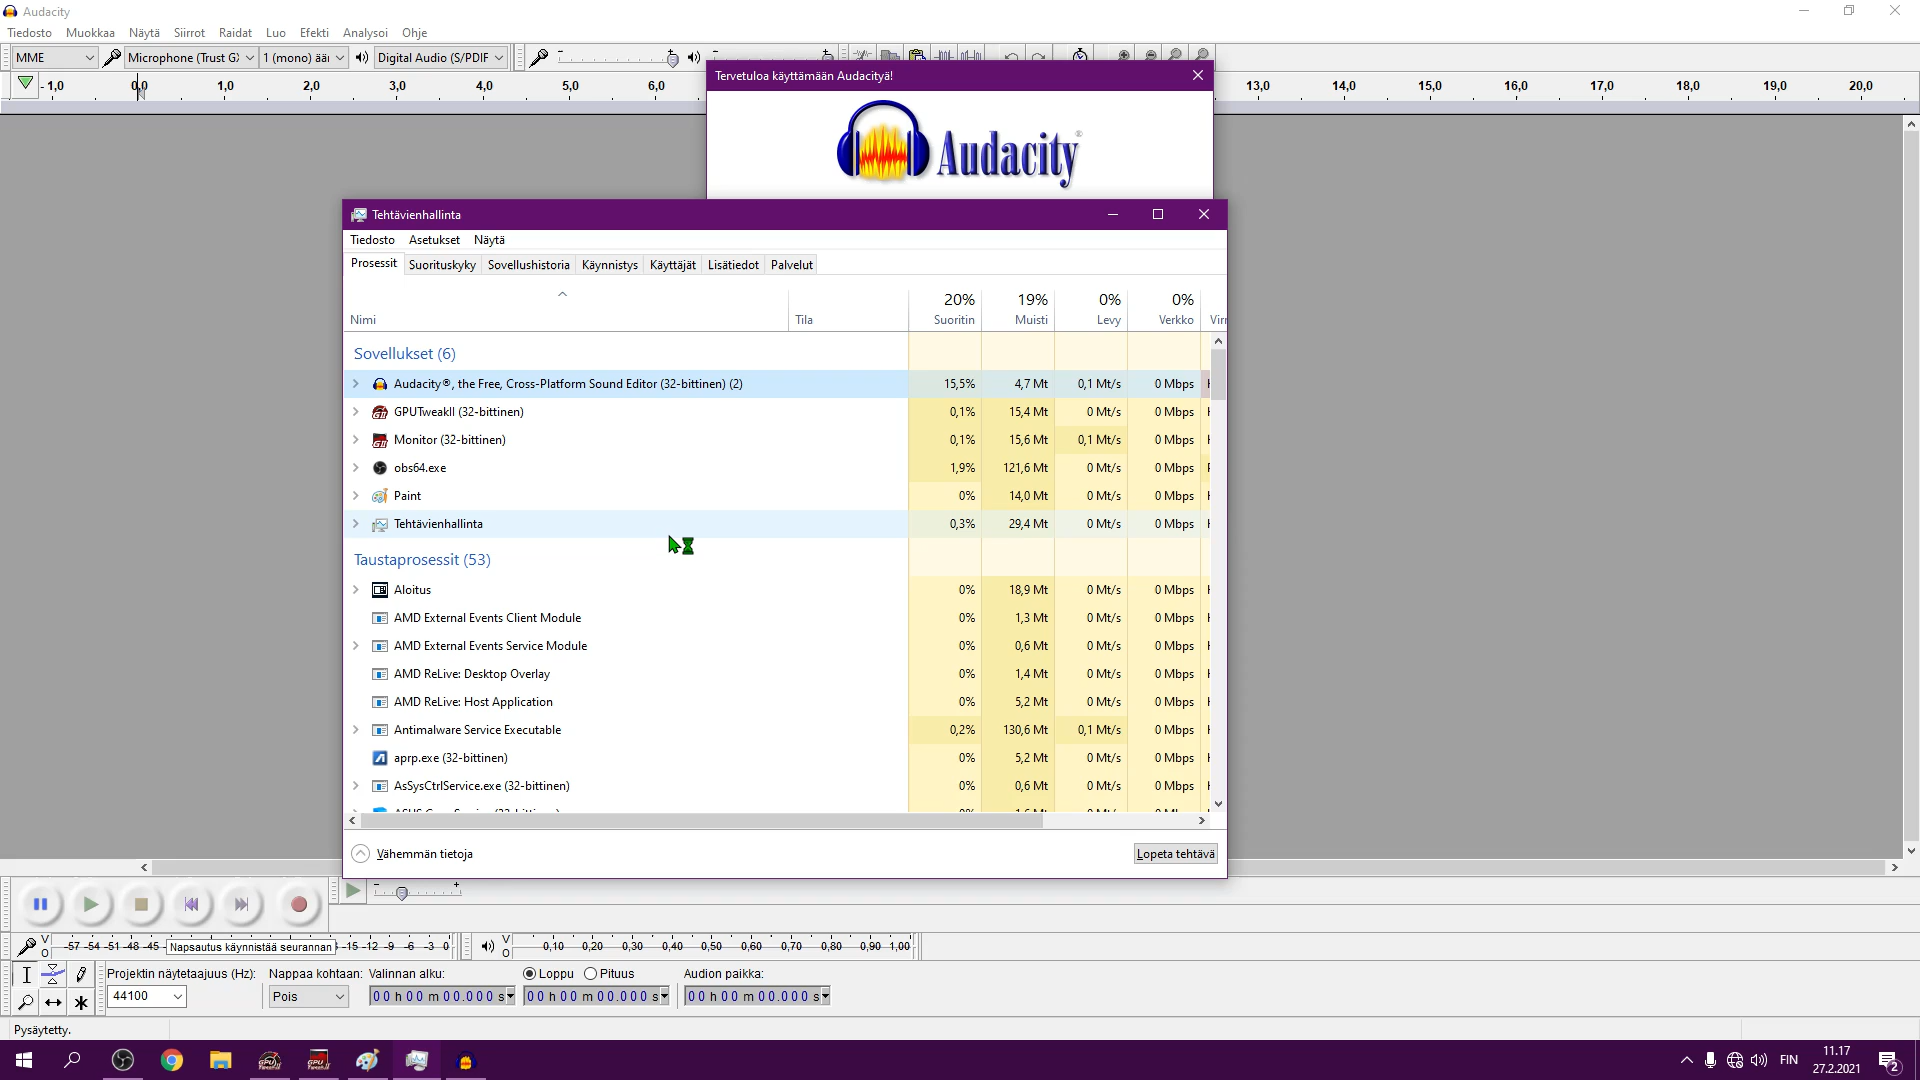 Audacity
Tiedosto Muokkaa Näytä Siirrot Raidat Luo Efekti Analysoi Ohje
MME Microphone (Trust G) 1 (mono) ää Digital Audio (S/PDIF
- 1,0 0,0 1,0 2,0 3,0 4,0 5,0 6,0 13,0 14,0 15,0 16,0 17,0 18,0 19,0 20,0
Tervetuloa käyttämään Audacityä!
Audacity®
Tehtävienhallinta
Tiedosto Asetukset Näytä
Prosessit Suorituskyky Sovellushistoria Käynnistys Käyttäjät Lisätiedot Palvelut
20% 19% 0% 0%
Nimi Tila Suoritin Muisti Levy Verkko Virr
Sovellukset (6)
Audacity®, the Free, Cross-Platform Sound Editor (32-bittinen) (2) 15,5% 4,7 Mt 0,1 Mt/s 0 Mbps
GPUTweakII (32-bittinen) 0,1% 15,4 Mt 0 Mt/s 0 Mbps
Monitor (32-bittinen) 0,1% 15,6 Mt 0,1 Mt/s 0 Mbps
obs64.exe 1,9% 121,6 Mt 0 Mt/s 0 Mbps
Paint 0% 14,0 Mt 0 Mt/s 0 Mbps
Tehtävienhallinta 0,3% 29,4 Mt 0 Mt/s 0 Mbps
Taustaprosessit (53)
Aloitus 0% 18,9 Mt 0 Mt/s 0 Mbps
AMD External Events Client Module 0% 1,3 Mt 0 Mt/s 0 Mbps
AMD External Events Service Module 0% 0,6 Mt 0 Mt/s 0 Mbps
AMD ReLive: Desktop Overlay 0% 1,4 Mt 0 Mt/s 0 Mbps
AMD ReLive: Host Application 0% 5,2 Mt 0 Mt/s 0 Mbps
Antimalware Service Executable 0,2% 130,6 Mt 0,1 Mt/s 0 Mbps
aprp.exe (32-bittinen) 0% 5,2 Mt 0 Mt/s 0 Mbps
AsSysCtrlService.exe (32-bittinen) 0% 0,6 Mt 0 Mt/s 0 Mbps
Vähemmän tietoja Lopeta tehtävä
-57 -54 -51 -48 -45 Napsautus käynnistää seurannan -15 -12 -9 -6 -3 0 V O 0,10 0,20 0,30 0,40 0,50 0,60 0,70 0,80 0,90 1,00
Projektin näytetaajuus (Hz): Nappaa kohtaan: Valinnan alku: Loppu Pituus Audion paikka:
44100 Pois 00 h 00 m 00.000 s 00 h 00 m 00.000 s 00 h 00 m 00.000 s
Pysäytetty.
FIN 11.17
27.2.2021
2